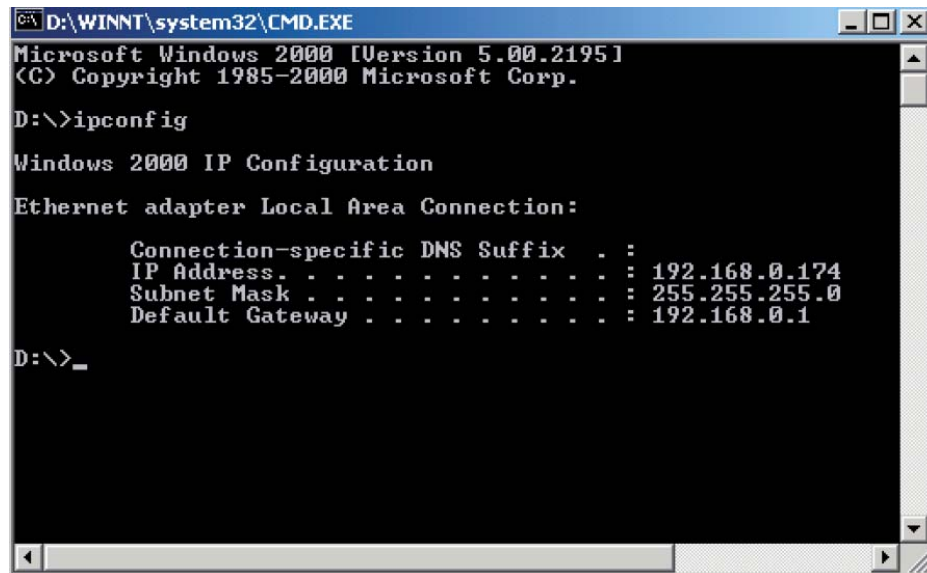 D:\WINNT\system32\CMD.EXE
Microsoft Windows 2000 [Version 5.00.2195]
(C) Copyright 1985-2000 Microsoft Corp.
D:\>ipconfig
Windows 2000 IP Configuration
Ethernet adapter Local Area Connection:
Connection-specific DNS Suffix . :
IP Address. . . . . . . . . . . . : 192.168.0.174
Subnet Mask . . . . . . . . . . . : 255.255.255.0
Default Gateway . . . . . . . . . : 192.168.0.1
D:\>_